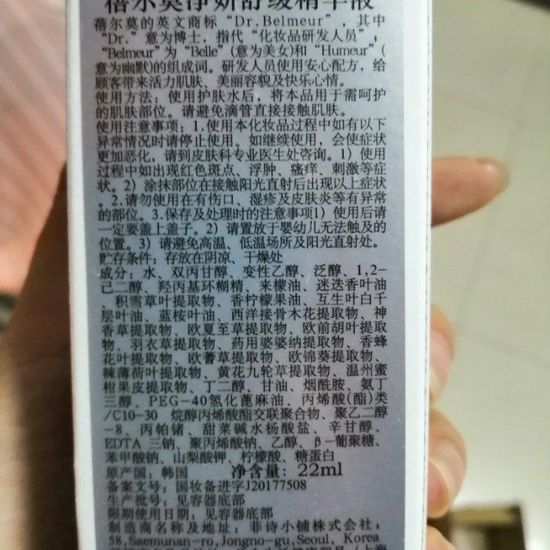 蓓尔莫净妍舒缓精华液
蓓尔莫的英文商标“Dr.Belmeur”，其中
“Dr.”意为博士，指代“化妆品研发人员”，
“Belmeur”为“Belle”(意为美女)和“Humeur”(
意为幽默)的组成词。研发人员使用安心配方，给
顾客带来活力肌肤、美丽容貌及快乐心情。
使用方法：使用护肤水后，将本品用于需呵护
的肌肤部位。请避免滴管直接接触肌肤。
使用注意事项：1.使用本化妆品过程中如有以下
异常情况时请停止使用，如继续使用，会使症状
更加恶化，请到皮肤科专业医生处咨询。1）使用
过程中如出现红色斑点、浮肿、瘙痒、刺激等症
状。2）涂抹部位在接触阳光直射后出现以上症状
。2.请勿使用在有伤口、湿疹及皮肤炎等有异常
的部位。3.保存及处理时的注意事项1）使用后请
一定要盖上盖子。2）请置放于婴幼儿无法触及的
位置。3）请避免高温、低温场所及阳光直射处。
贮存条件：存放在阴凉、干燥处
成分：水、双丙甘醇、变性乙醇、泛醇、1,2-
己二醇、羟丙基环糊精、来檬油、迷迭香叶油
、积雪草叶提取物、香柠檬果油、互生叶白千
层叶油、蓝桉叶油、西洋接骨木花提取物、神
香草提取物、欧夏至草提取物、欧前胡叶提取
物、羽衣草提取物、药用婆婆纳提取物、香蜂
花叶提取物、欧蓍草提取物、欧锦葵提取物、
辣薄荷叶提取物、黄花九轮草提取物、温州蜜
柑果皮提取物、丁二醇、甘油、烟酰胺、氨丁
三醇、PEG-40氢化蓖麻油、丙烯酸(酯)类
/C10-30 烷醇丙烯酸酯交联聚合物、聚乙二醇
-8、丙帕锗、甜菜碱水杨酸盐、辛甘醇、
EDTA 三钠、聚丙烯酸钠、乙醇、β-葡聚糖、
苯甲酸钠、山梨酸钾、柠檬酸、糖蛋白
原产国：韩国 净含量：22ml
备案文号：国妆备进字J20177508
生产批号：见容器底部
限期使用日期：见容器底部
制造商名称及地址：菲诗小铺株式会社，
58,Saemunan-ro,Jongno-gu,Seoul, Korea